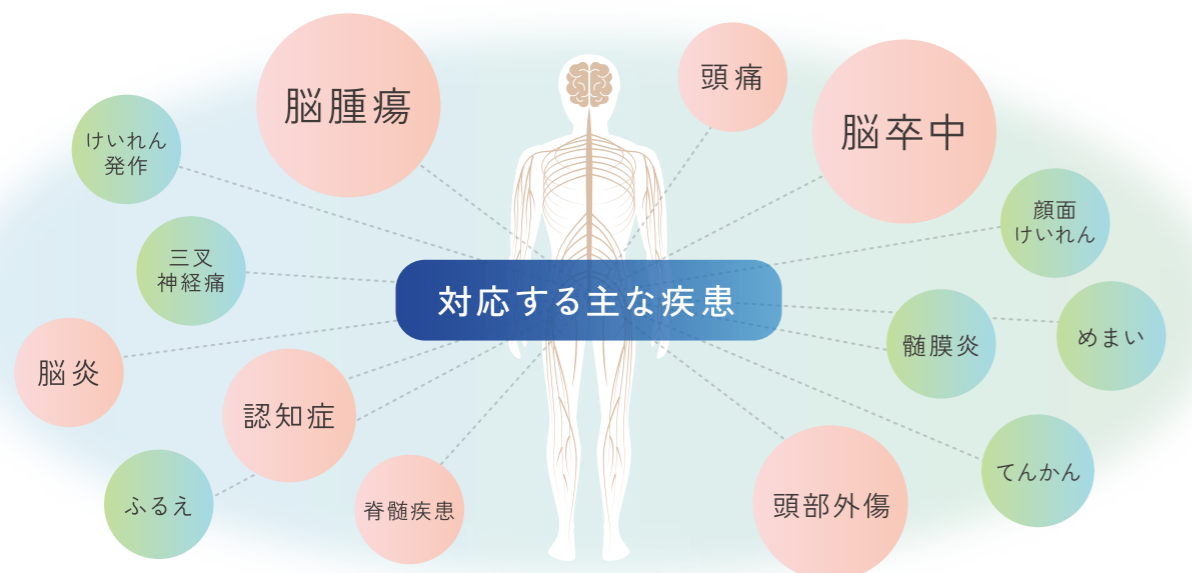 脳腫瘍
頭痛
脳卒中
けいれん
発作
顔面
けいれん
三叉
神経痛
対応する主な疾患
髄膜炎
めまい
脳炎
認知症
てんかん
ふるえ
脊髄疾患
頭部外傷